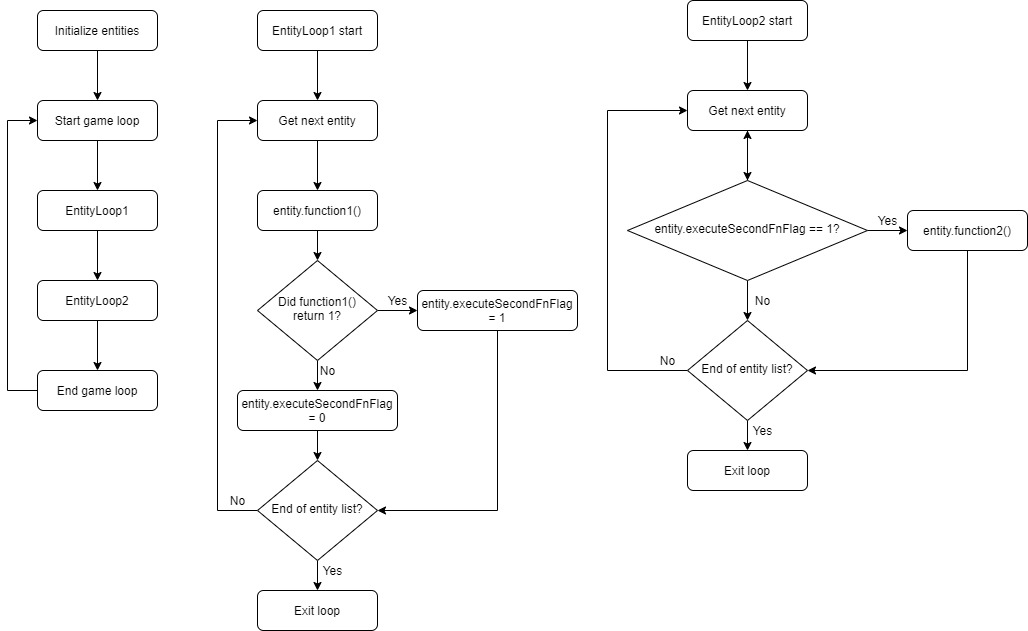 Initialize entities
Start game loop
EntityLoop1
EntityLoop2
End game loop
EntityLoop1 start
Get next entity
entity.function1()
Did function1()
return 1?
Yes
entity.executeSecondFnFlag
= 1
No
entity.executeSecondFnFlag
= 0
End of entity list?
No
Yes
Exit loop
EntityLoop2 start
Get next entity
entity.executeSecondFnFlag == 1?
Yes
entity.function2()
No
End of entity list?
No
Yes
Exit loop